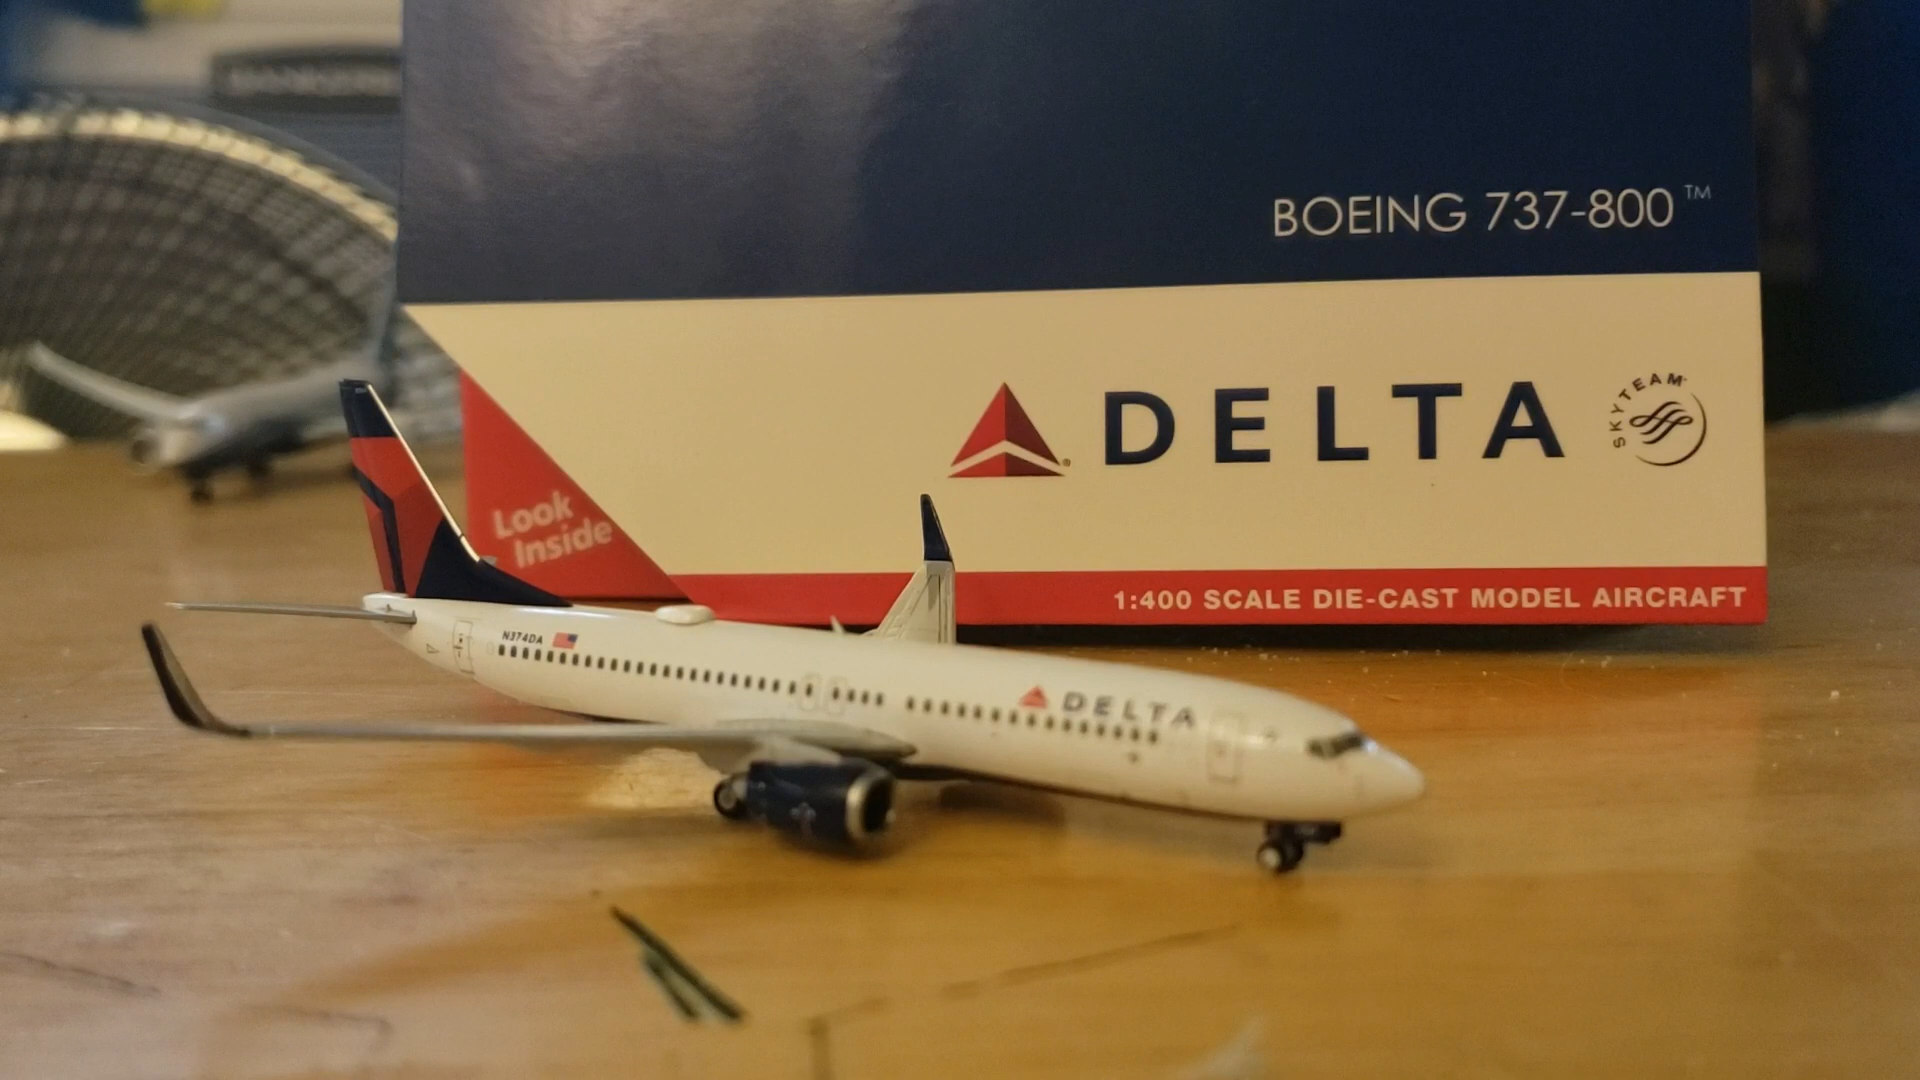 BOEING 737-800™
DELTA
SKYTEAM
Look
Inside
1:400 SCALE DIE-CAST MODEL AIRCRAFT
N374DA
DELTA